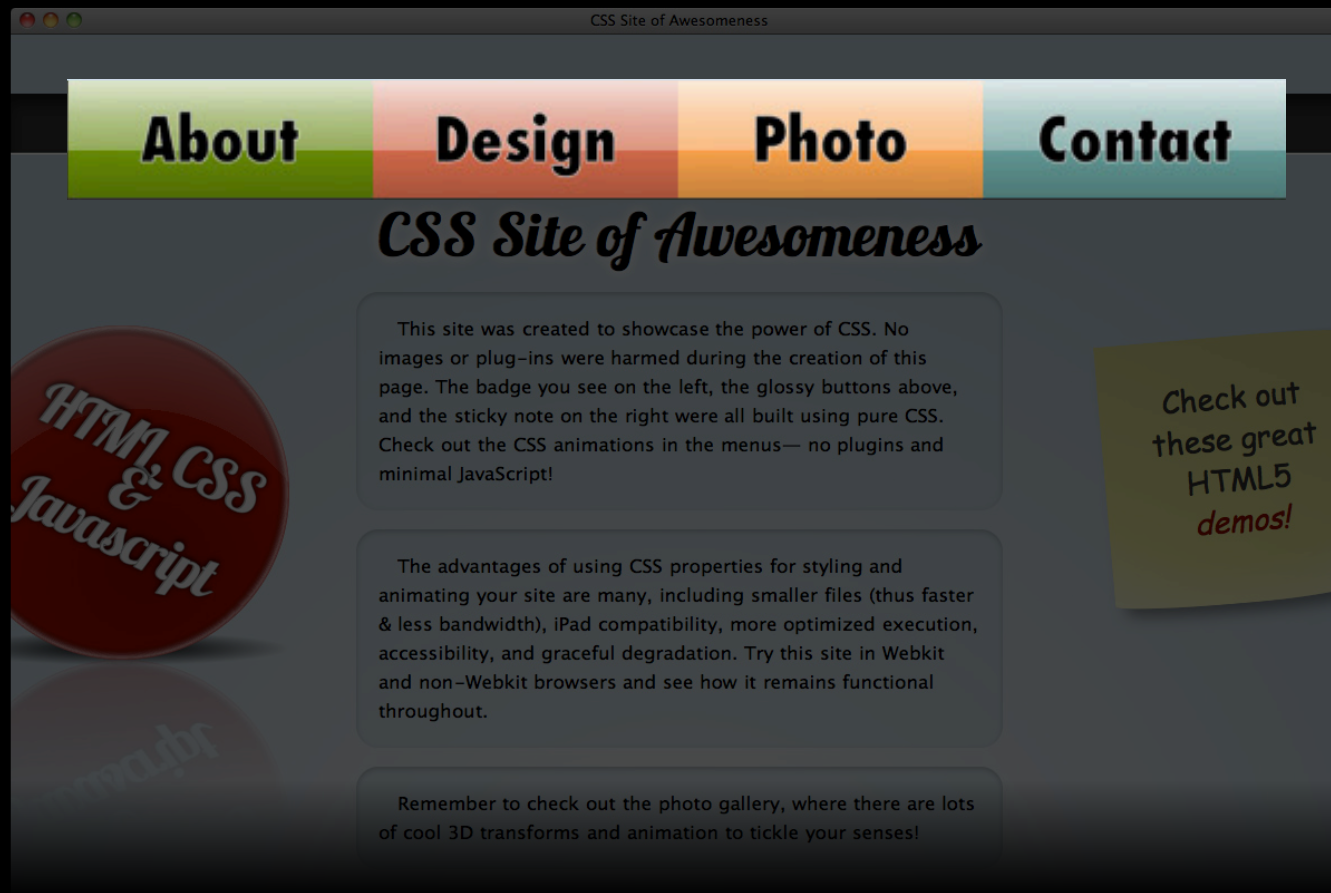 CSS Site of Awesomeness
About Design Photo Contact
CSS Site of Awesomeness
This site was created to showcase the power of CSS. No
images or plug-ins were harmed during the creation of this
page. The badge you see on the left, the glossy buttons above,
and the sticky note on the right were all built using pure CSS.
Check out the CSS animations in the menus— no plugins and
minimal JavaScript!
HTML, CSS
&
Javascript
Check out
these great
HTML5
demos!
The advantages of using CSS properties for styling and
animating your site are many, including smaller files (thus faster
& less bandwidth), iPad compatibility, more optimized execution,
accessibility, and graceful degradation. Try this site in Webkit
and non-Webkit browsers and see how it remains functional
throughout.
Remember to check out the photo gallery, where there are lots
of cool 3D transforms and animation to tickle your senses!